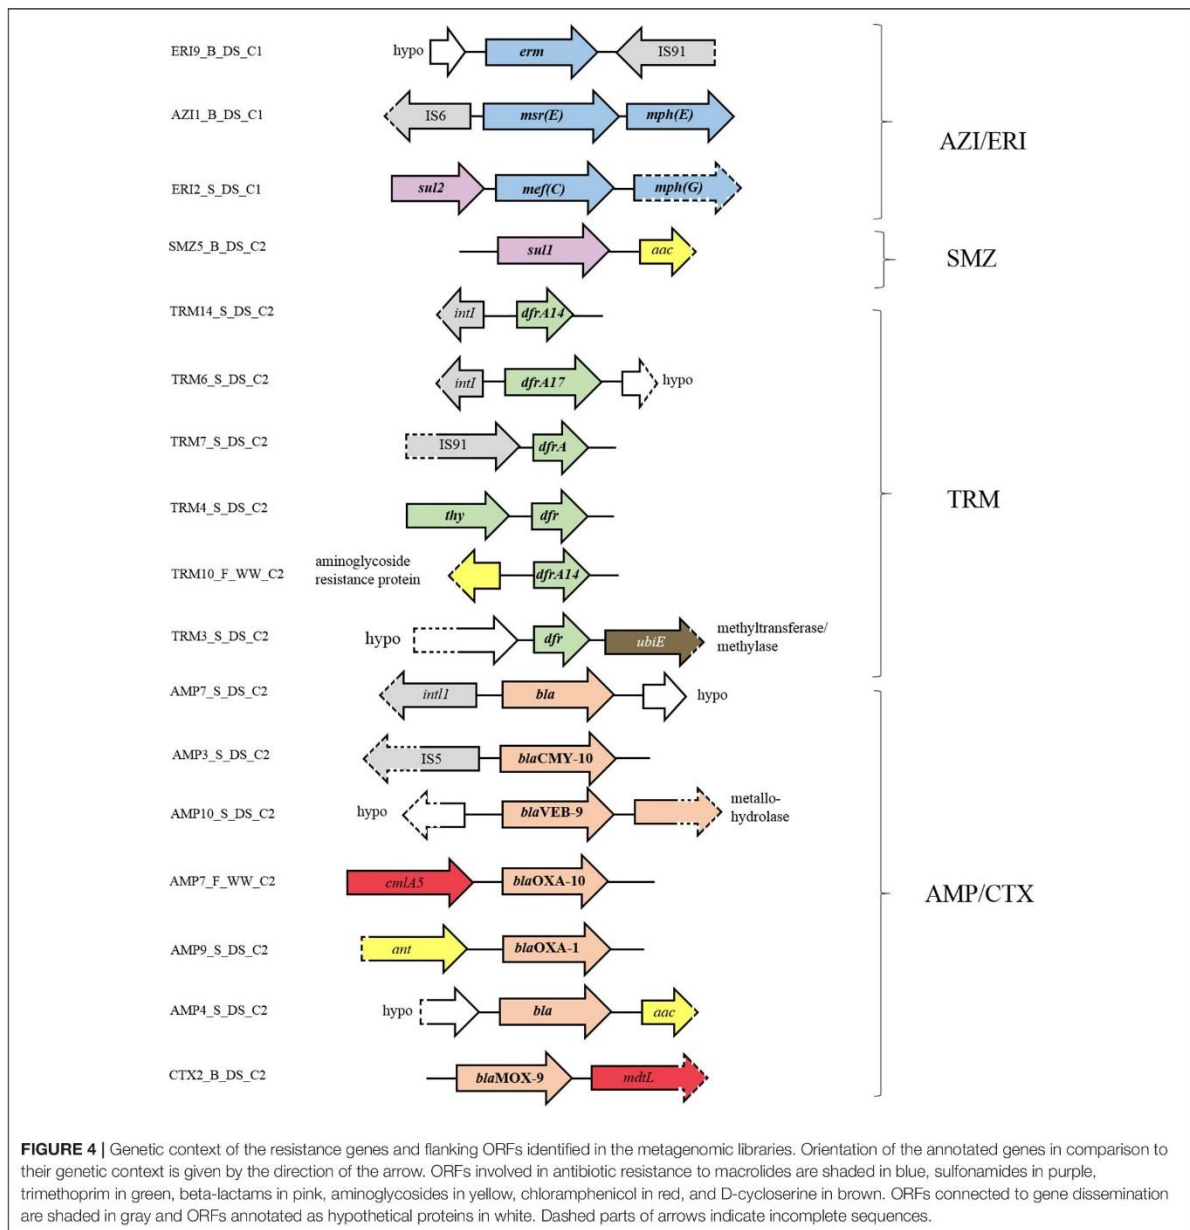 ERI9_B_DS_C1 hypo erm IS91
AZI1_B_DS_C1 IS6 msr(E) mph(E)
AZI/ERI
ERI2_S_DS_C1 sul2 mef(C) mph(G)
SMZ5_B_DS_C2 sul1 aac
SMZ
TRM14_S_DS_C2 intI dfrA14
TRM6_S_DS_C2 intI dfrA17 hypo
TRM7_S_DS_C2 IS91 dfrA
TRM
TRM4_S_DS_C2 thy dfr
TRM10_F_WW_C2 aminoglycoside resistance protein dfrA14
TRM3_S_DS_C2 hypo dfr ubiE methyltransferase/ methylase
AMP7_S_DS_C2 intl1 bla hypo
AMP3_S_DS_C2 IS5 blaCMY-10
AMP10_S_DS_C2 hypo blaVEB-9 metallo- hydrolase
AMP7_F_WW_C2 cmlA5 blaOXA-10
AMP/CTX
AMP9_S_DS_C2 ant blaOXA-1
AMP4_S_DS_C2 hypo bla aac
CTX2_B_DS_C2 blaMOX-9 mdtL
FIGURE 4 | Genetic context of the resistance genes and flanking ORFs identified in the metagenomic libraries. Orientation of the annotated genes in comparison to
their genetic context is given by the direction of the arrow. ORFs involved in antibiotic resistance to macrolides are shaded in blue, sulfonamides in purple,
trimethoprim in green, beta-lactams in pink, aminoglycosides in yellow, chloramphenicol in red, and D-cycloserine in brown. ORFs connected to gene dissemination
are shaded in gray and ORFs annotated as hypothetical proteins in white. Dashed parts of arrows indicate incomplete sequences.